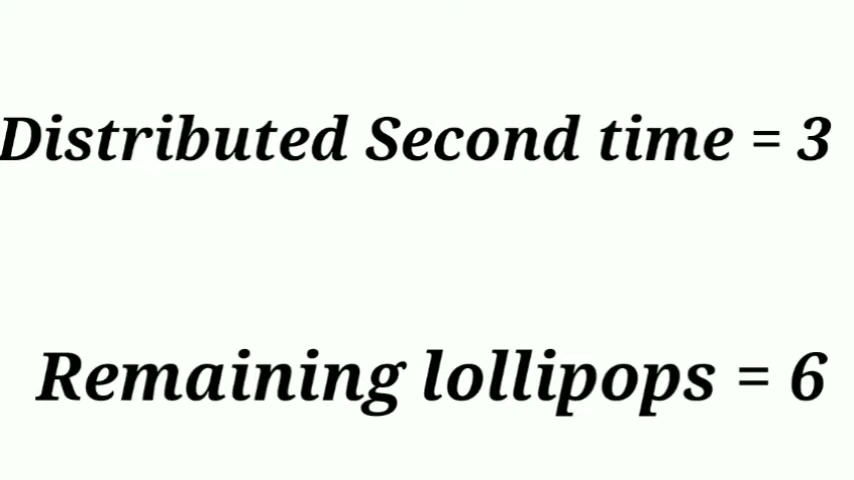 Distributed Second time = 3
Remaining lollipops = 6